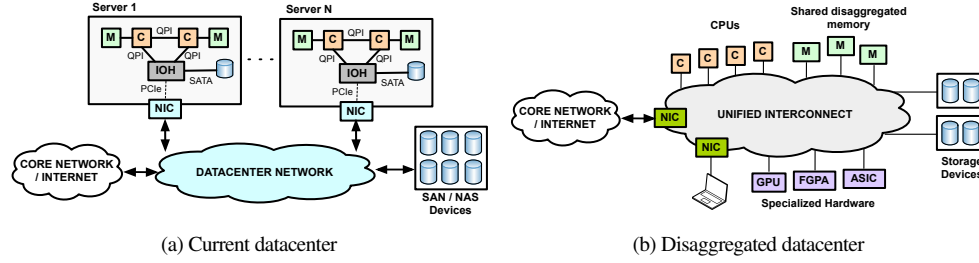 Server 1
Server N
M C QPI C M
QPI QPI
IOH
SATA
PCIe
NIC
. . .
M C QPI C M
QPI QPI
IOH
SATA
PCIe
NIC
CORE NETWORK
/ INTERNET
DATACENTER NETWORK
SAN / NAS
Devices
(a) Current datacenter
CPUs
Shared disaggregated
memory
C C C C
M M M
CORE NETWORK
/ INTERNET
NIC
UNIFIED INTERCONNECT
NIC
GPU
FGPA
ASIC
Specialized Hardware
Storage
Devices
(b) Disaggregated datacenter